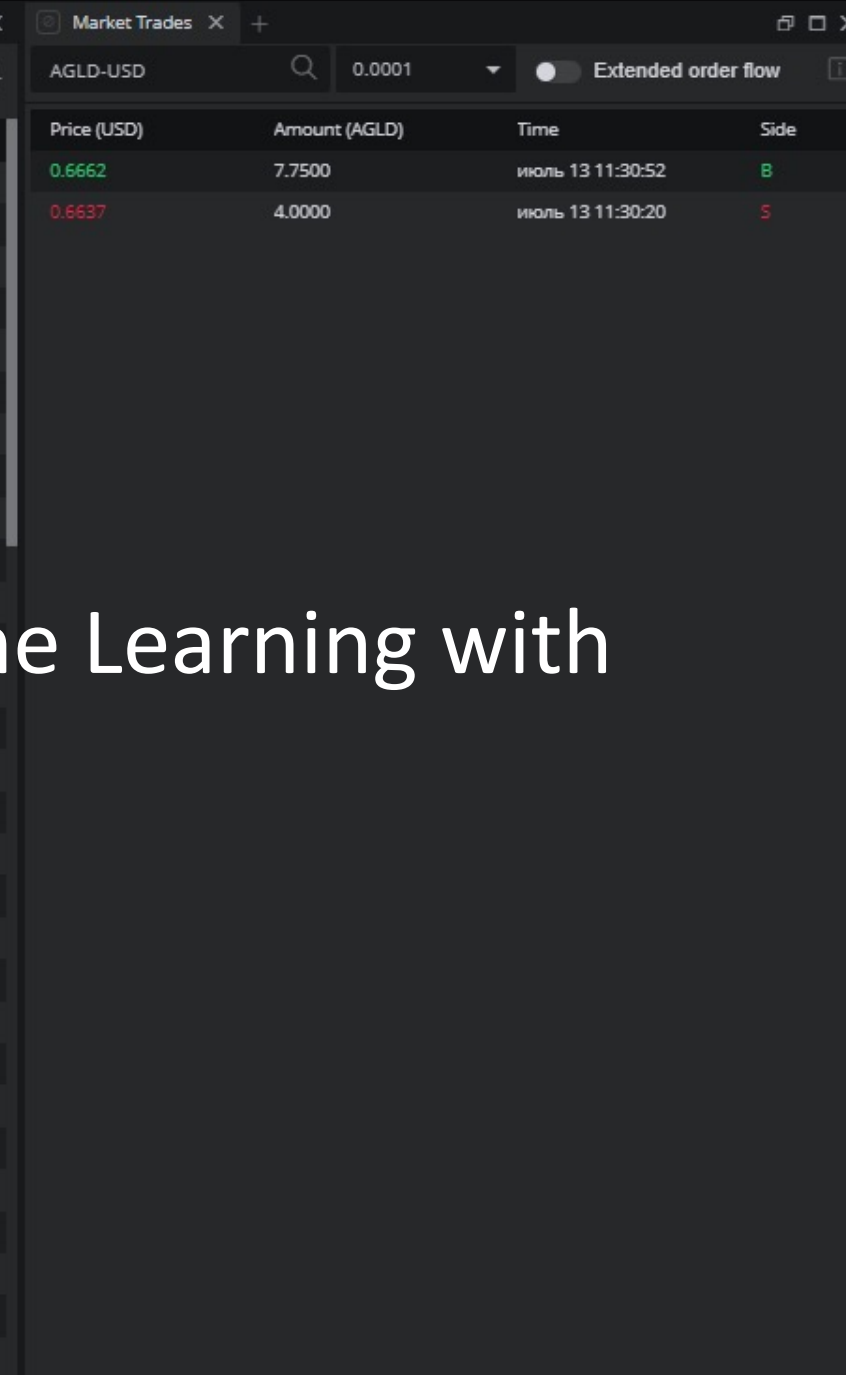 Market Trades
AGLD-USD 0.0001 Extended order flow
Price (USD) Amount (AGLD) Time Side
0.6662 7.7500 июль 13 11:30:52 B
0.6637 4.0000 июль 13 11:30:20 S
Learning with